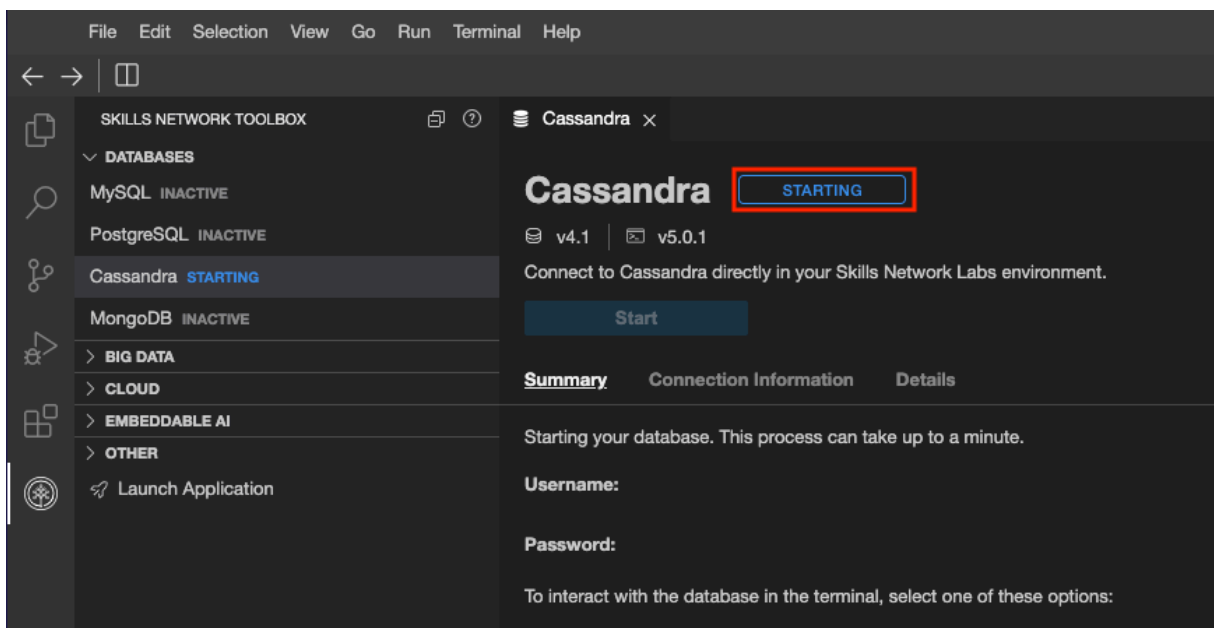 File Edit Selection View Go Run Terminal Help
SKILLS NETWORK TOOLBOX
DATABASES
MySQL INACTIVE
PostgreSQL INACTIVE
Cassandra STARTING
MongoDB INACTIVE
BIG DATA
CLOUD
EMBEDDABLE AI
OTHER
Launch Application
Cassandra
Cassandra STARTING
v4.1 v5.0.1
Connect to Cassandra directly in your Skills Network Labs environment.
Start
Summary Connection Information Details
Starting your database. This process can take up to a minute.
Username:
Password:
To interact with the database in the terminal, select one of these options: